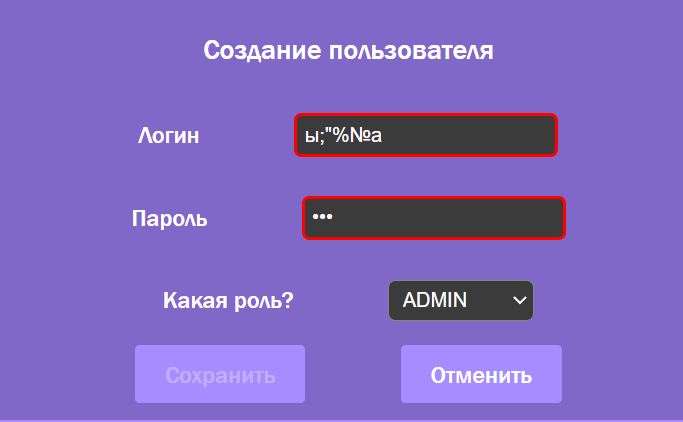 Создание пользователя
Логин ы;"%№а
Пароль •••
Какая роль? ADMIN
Сохранить Отменить